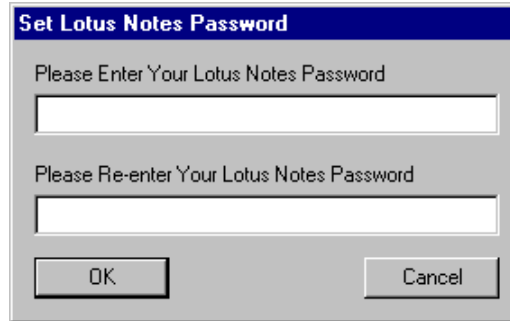 Set Lotus Notes Password
Please Enter Your Lotus Notes Password
Please Re-enter Your Lotus Notes Password
OK
Cancel